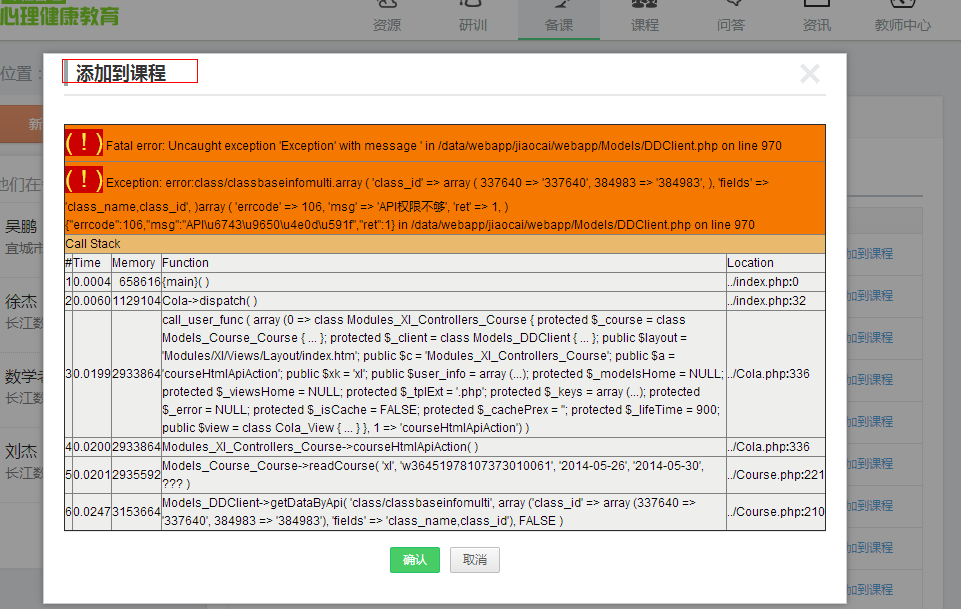 心理健康教育
资源 研训 备课 课程 问答 资讯 教师中心
位置：
添加到课程
新
他们在
吴鹏
宜城市
徐杰
长江数
数学老
长江数
刘杰
长江数
( ! ) Fatal error: Uncaught exception 'Exception' with message ' in /data/webapp/jiaocai/webapp/Models/DDClient.php on line 970
( ! ) Exception: error:class/classbaseinfomulti.array ( 'class_id' => array ( 337640 => '337640', 384983 => '384983', ), 'fields' =>
'class_name,class_id', )array ( 'errcode' => 106, 'msg' => 'API权限不够', 'ret' => 1, )
{"errcode":106,"msg":"API\u6743\u9650\u4e0d\u591f","ret":1} in /data/webapp/jiaocai/webapp/Models/DDClient.php on line 970
Call Stack
# Time Memory Function Location
1 0.0004 658616 {main}( ) ../index.php:0
2 0.0060 1129104 Cola->dispatch( ) ../index.php:32
call_user_func ( array (0 => class Modules_Xl_Controllers_Course { protected $_course = class
Models_Course_Course { ... }; protected $_client = class Models_DDClient { ... }; public $layout =
'Modules/Xl/Views/Layout/index.htm'; public $c = 'Modules_Xl_Controllers_Course'; public $a =
3 0.0199 2933864 'courseHtmlApiAction'; public $xk = 'xl'; public $user_info = array (...); protected $_modelsHome = NULL; ../Cola.php:336
protected $_viewsHome = NULL; protected $_tplExt = '.php'; protected $_keys = array (...); protected
$_error = NULL; protected $_isCache = FALSE; protected $_cachePrex = ''; protected $_lifeTime = 900;
public $view = class Cola_View { ... } }, 1 => 'courseHtmlApiAction') )
4 0.0200 2933864 Modules_Xl_Controllers_Course->courseHtmlApiAction( ) ../Cola.php:336
5 0.0201 2935592 Models_Course_Course->readCourse( 'xl', 'w36451978107373010061', '2014-05-26', '2014-05-30',
??? ) ../Course.php:221
6 0.0247 3153664 Models_DDClient->getDataByApi( 'class/classbaseinfomulti', array ('class_id' => array (337640 =>
'337640', 384983 => '384983'), 'fields' => 'class_name,class_id'), FALSE ) ../Course.php:210
确认 取消
加到课程
加到课程
加到课程
加到课程
加到课程
加到课程
加到课程
加到课程
加到课程